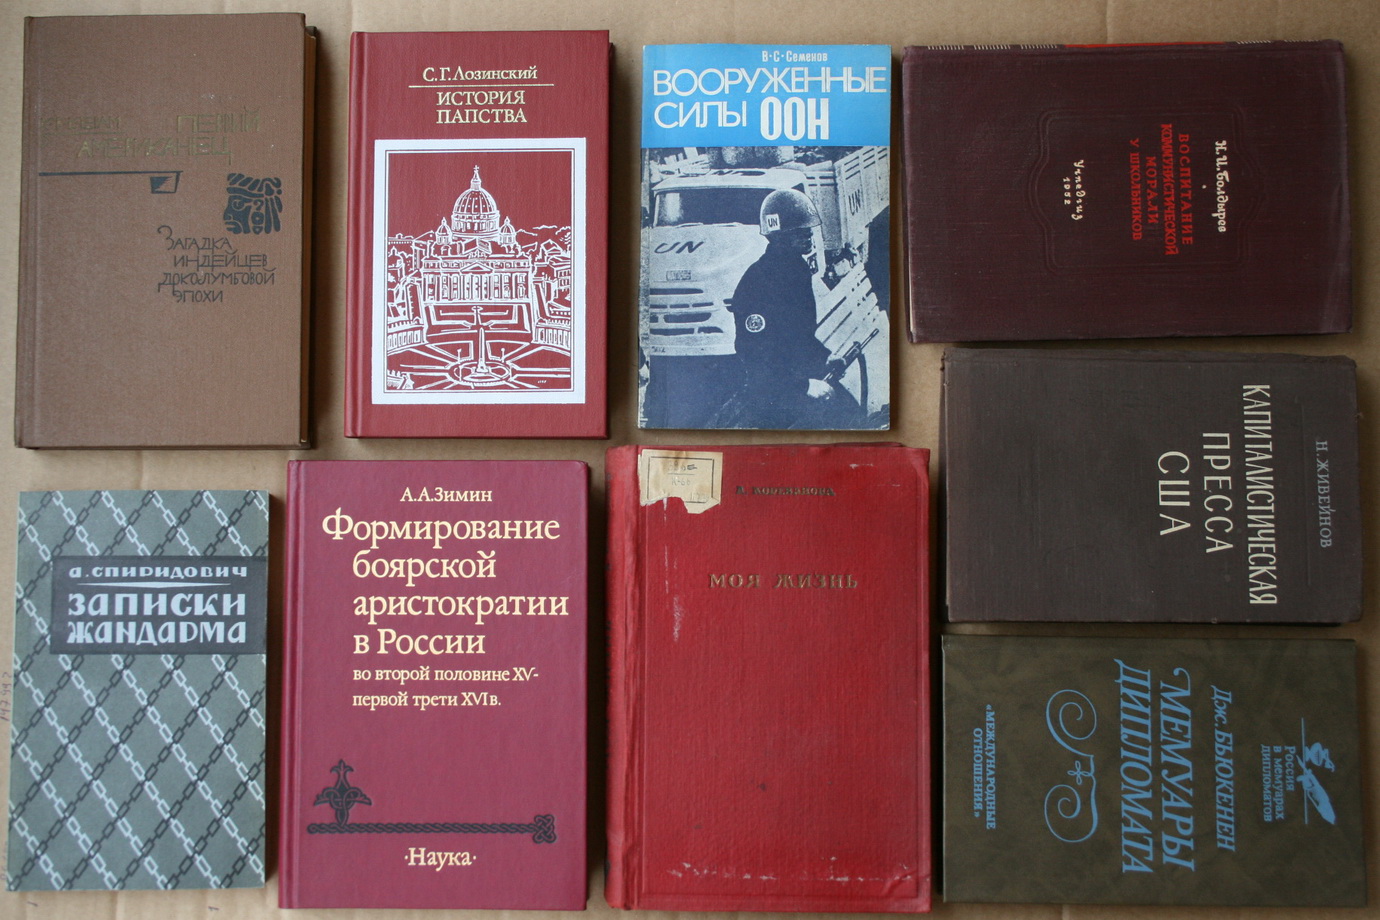 ПЕВЫЙ
АМЕРИКАНЕЦ
ЗАГАДКА
ИНДЕЙЦЕВ
ДОКОЛУМБОВОЙ
ЭПОХИ
С.Г.Лозинский
ИСТОРИЯ
ПАПСТВА
В·С·Семенов
ВООРУЖЕННЫЕ
СИЛЫ ООН
UN
UN
UN
Н.И.Болдырев
ВОСПИТАНИЕ
КОММУНИСТИЧЕСКОЙ
МОРАЛИ
У ШКОЛЬНИКОВ
Учпедгиз
1952
Н. ЖИВЕЙНОВ
КАПИТАЛИСТИЧЕСКАЯ
ПРЕССА
США
А.СПИРИДОВИЧ
ЗАПИСКИ
ЖАНДАРМА
А.А.Зимин
Формирование
боярской
аристократии
в России
во второй половине XV-
первой трети XVI в.
·Наука·
МОЯ ЖИЗНЬ
Россия
в мемуарах
дипломатов
Дж. БЬЮКЕНЕН
МЕМУАРЫ
ДИПЛОМАТА
«МЕЖДУНАРОДНЫЕ
ОТНОШЕНИЯ»